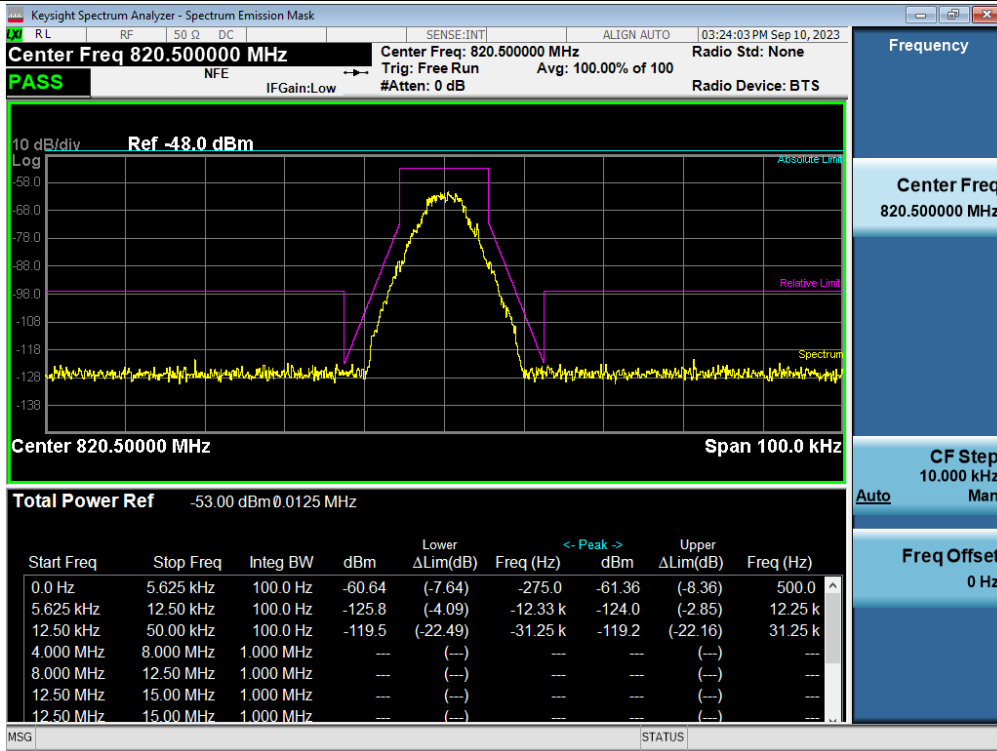 Keysight Spectrum Analyzer - Spectrum Emission Mask
LXI RL RF 50 Ω DC SENSE:INT ALIGN AUTO 03:24:03 PM Sep 10, 2023
Center Freq 820.500000 MHz Center Freq: 820.500000 MHz Radio Std: None
NFE Trig: Free Run Avg: 100.00% of 100
PASS IFGain:Low #Atten: 0 dB Radio Device: BTS
10 dB/div Ref -48.0 dBm
Log
Absolute Limit
-58.0
-68.0
-78.0
-88.0
Relative Limit
-98.0
-108
-118
Spectrum
-128
-138
Center 820.50000 MHz Span 100.0 kHz
Total Power Ref -53.00 dBm/0.0125 MHz
Lower <- Peak -> Upper
Start Freq Stop Freq Integ BW dBm ΔLim(dB) Freq (Hz) dBm ΔLim(dB) Freq (Hz)
0.0 Hz 5.625 kHz 100.0 Hz -60.64 (-7.64) -275.0 -61.36 (-8.36) 500.0
5.625 kHz 12.50 kHz 100.0 Hz -125.8 (-4.09) -12.33 k -124.0 (-2.85) 12.25 k
12.50 kHz 50.00 kHz 100.0 Hz -119.5 (-22.49) -31.25 k -119.2 (-22.16) 31.25 k
4.000 MHz 8.000 MHz 1.000 MHz --- (---) --- --- (---) ---
8.000 MHz 12.50 MHz 1.000 MHz --- (---) --- --- (---) ---
12.50 MHz 15.00 MHz 1.000 MHz --- (---) --- --- (---) ---
12.50 MHz 15.00 MHz 1.000 MHz --- (---) --- --- (---) ---
MSG STATUS
Frequency
Center Freq
820.500000 MHz
CF Step
10.000 kHz
Auto Man
Freq Offset
0 Hz